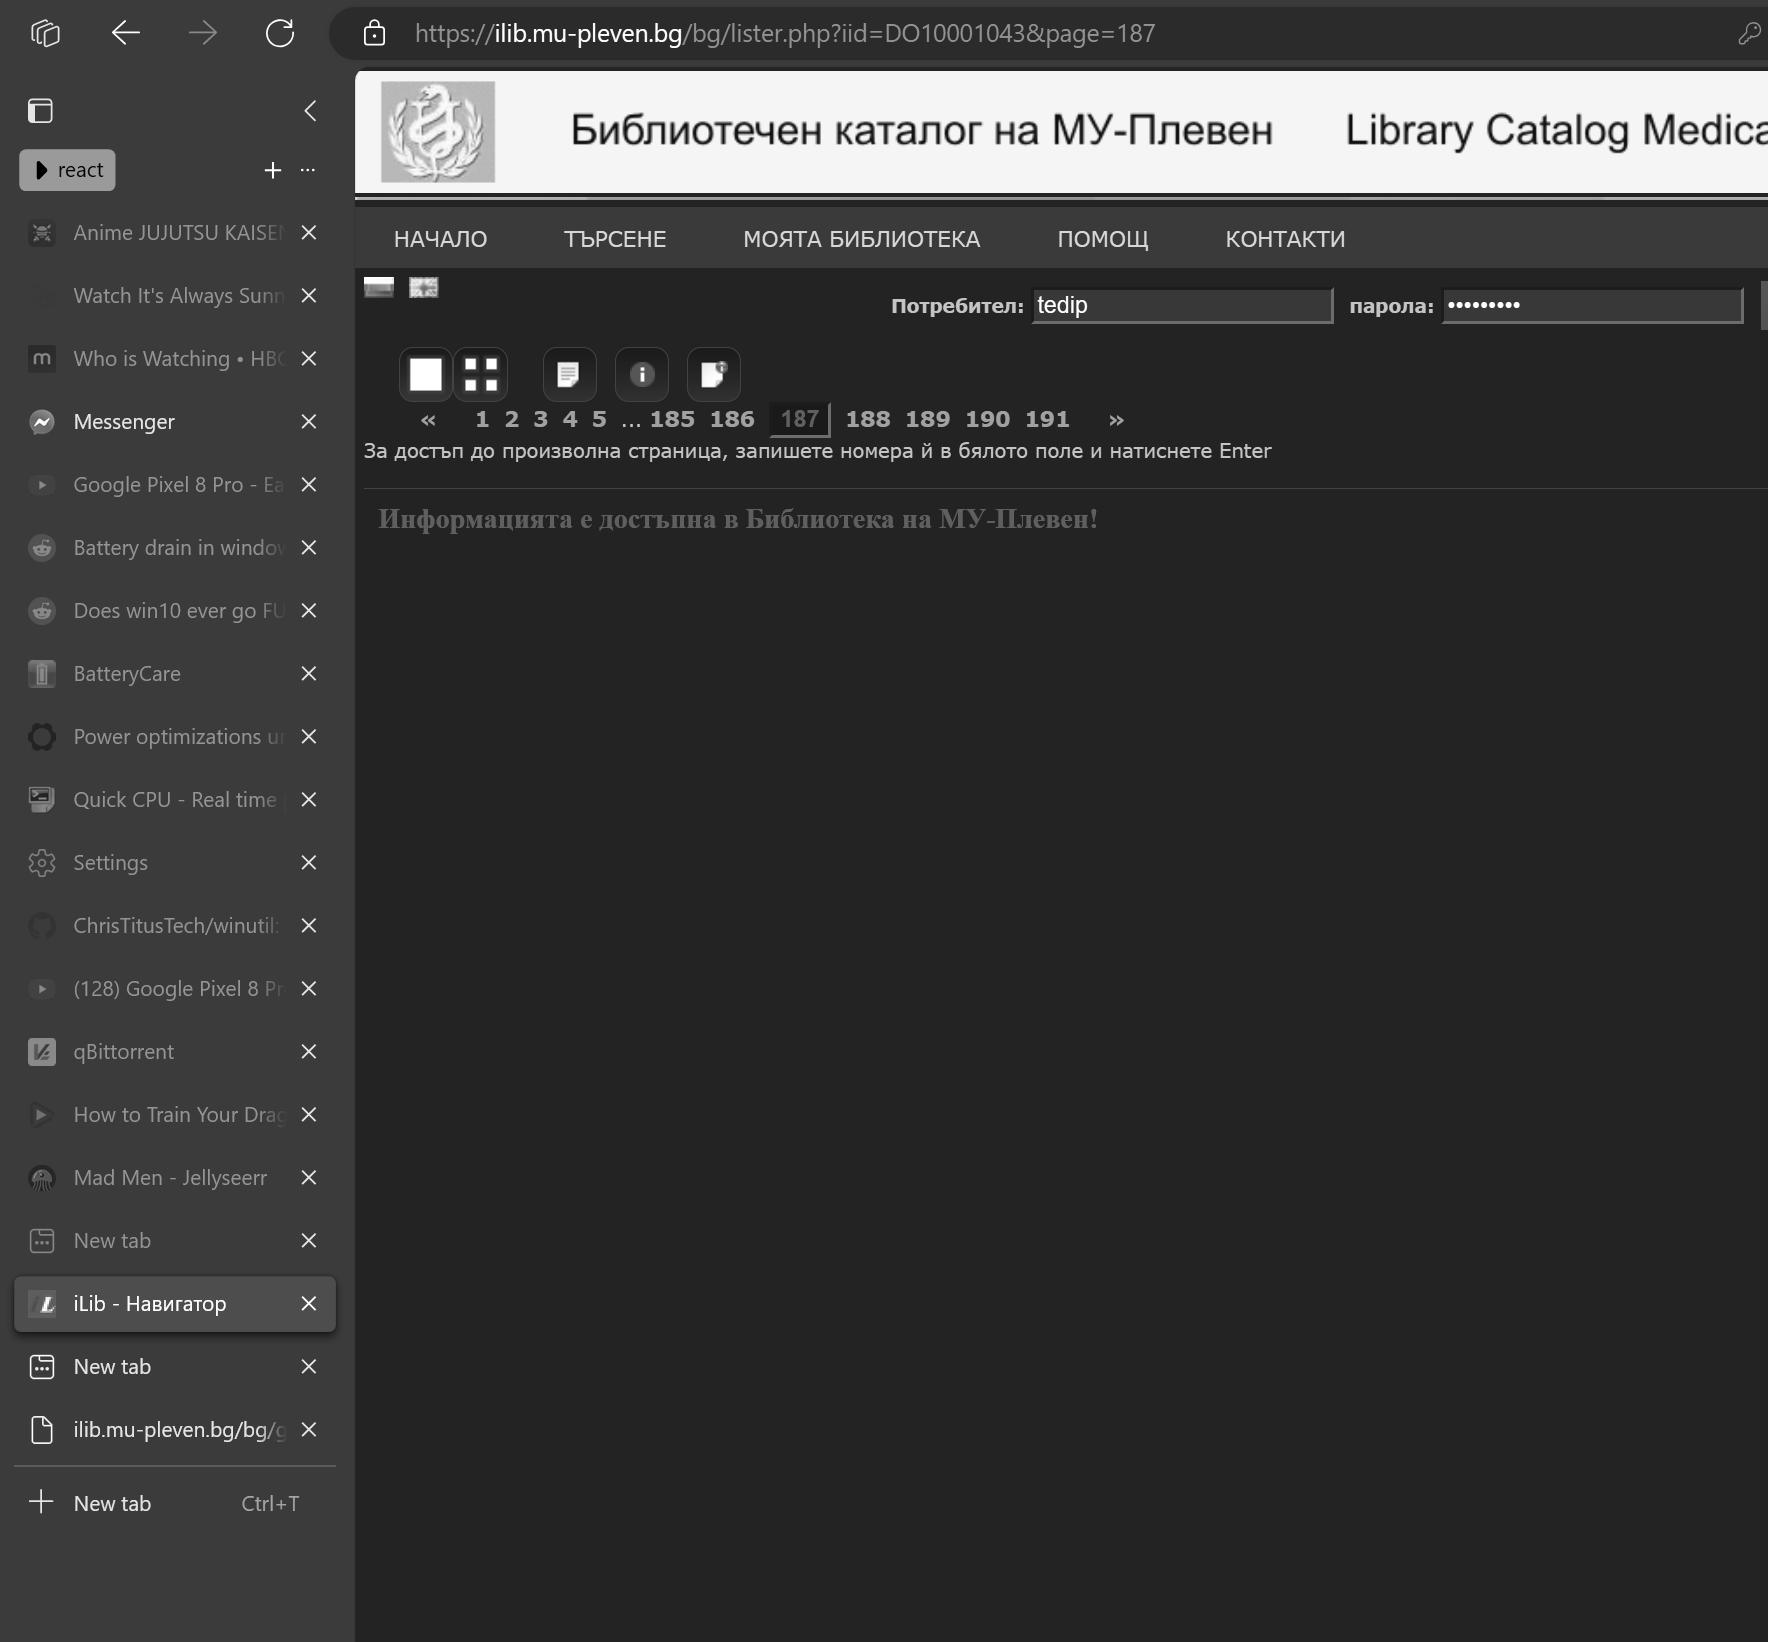 https://ilib.mu-pleven.bg/bg/lister.php?iid=DO10001043&page=187
Библиотечен каталог на МУ-Плевен Library Catalog Medica
react
Anime JUJUTSU KAISEN
Watch It's Always Sunn
Who is Watching • HBO
Messenger
Google Pixel 8 Pro - Ea
Battery drain in window
Does win10 ever go FU
BatteryCare
Power optimizations un
Quick CPU - Real time
Settings
ChrisTitusTech/winutil:
(128) Google Pixel 8 Pr
qBittorrent
How to Train Your Drag
Mad Men - Jellyseerr
New tab
iLib - Навигатор
New tab
ilib.mu-pleven.bg/bg/g
New tab Ctrl+T
НАЧАЛО ТЪРСЕНЕ МОЯТА БИБЛИОТЕКА ПОМОЩ КОНТАКТИ
Потребител: tedip парола: •••••••••
« 1 2 3 4 5 ... 185 186 187 188 189 190 191 »
За достъп до произволна страница, запишете номера й в бялото поле и натиснете Enter
Информацията е достъпна в Библиотека на МУ-Плевен!